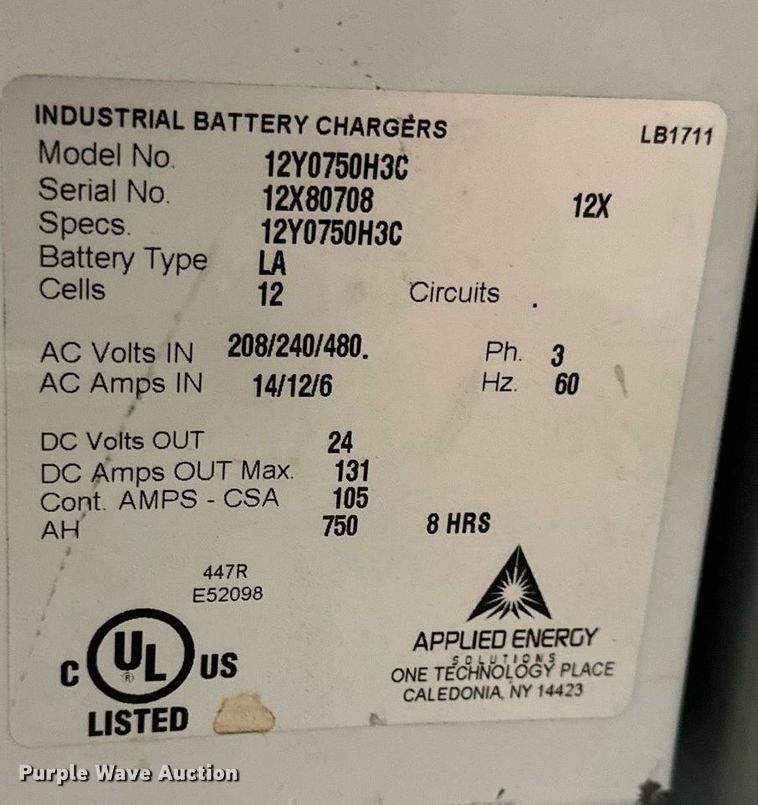 INDUSTRIAL BATTERY CHARGERS LB1711
Model No. 12Y0750H3C
Serial No. 12X80708 12X
Specs. 12Y0750H3C
Battery Type LA
Cells 12 Circuits .
AC Volts IN 208/240/480. Ph. 3
AC Amps IN 14/12/6 Hz. 60
DC Volts OUT 24
DC Amps OUT Max. 131
Cont. AMPS - CSA 105
AH 750 8 HRS
447R
E52098
C UL ® US
LISTED
APPLIED ENERGY
SOLUTIONS
ONE TECHNOLOGY PLACE
CALEDONIA, NY 14423
Purple Wave Auction